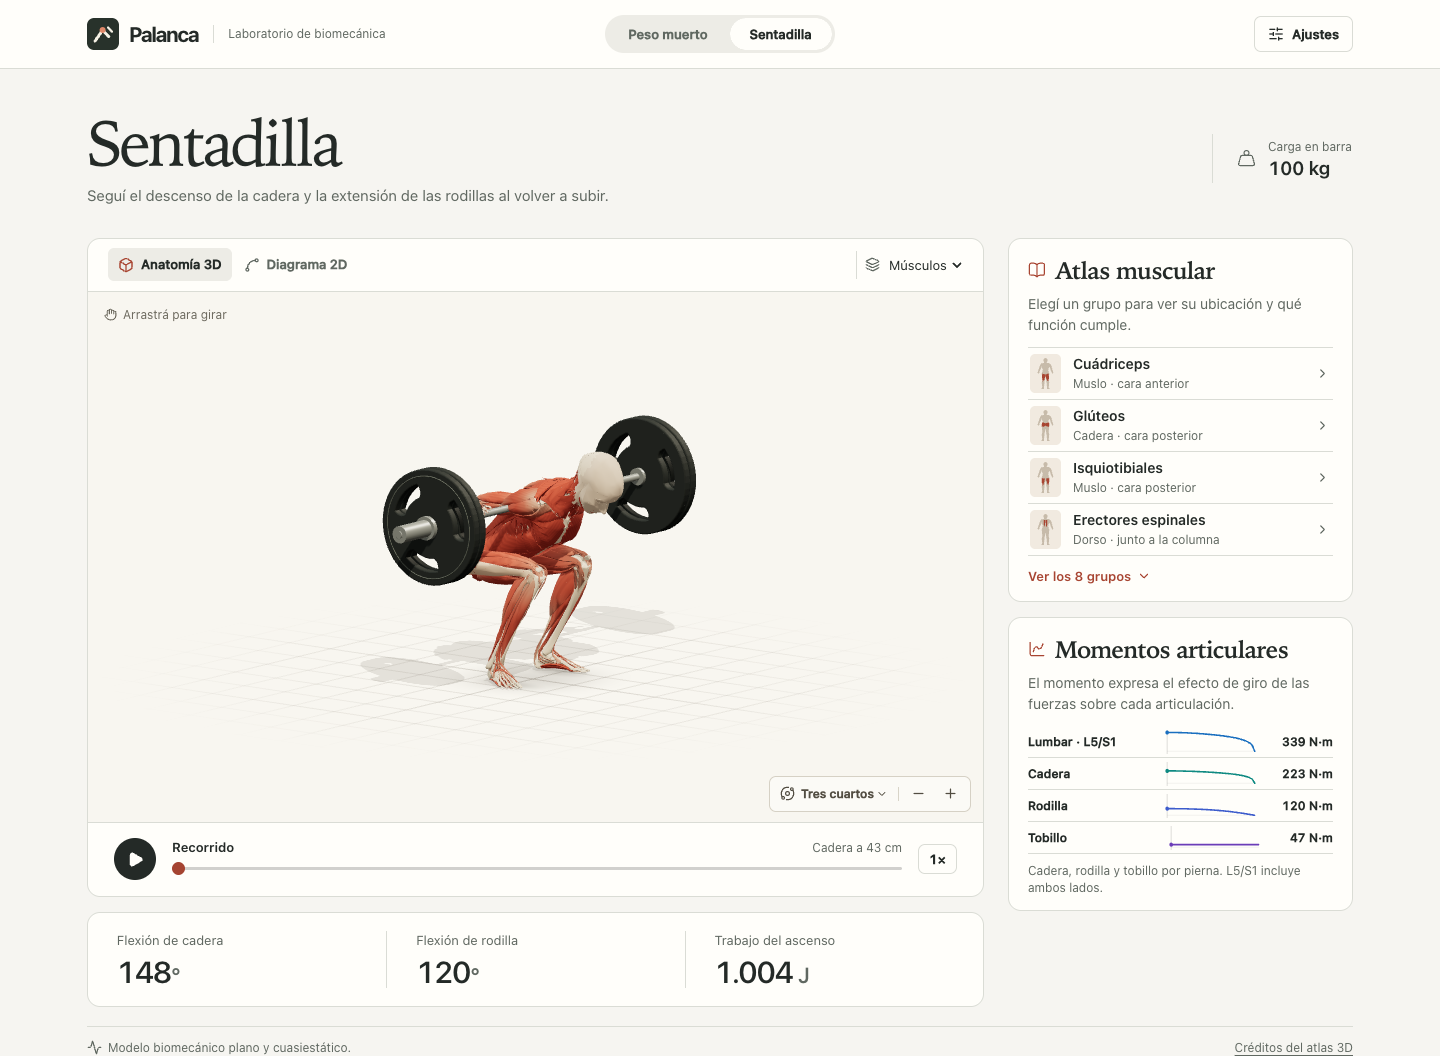 Palanca
Laboratorio de biomecánica
Peso muerto
Sentadilla
Ajustes
Sentadilla
Seguí el descenso de la cadera y la extensión de las rodillas al volver a subir.
Carga en barra
100 kg
Anatomía 3D
Diagrama 2D
Músculos
Arrastrá para girar
Tres cuartos
Recorrido
Cadera a 43 cm
1×
Flexión de cadera
148°
Flexión de rodilla
120°
Trabajo del ascenso
1.004 J
Atlas muscular
Elegí un grupo para ver su ubicación y qué
función cumple.
Cuádriceps
Muslo · cara anterior
Glúteos
Cadera · cara posterior
Isquiotibiales
Muslo · cara posterior
Erectores espinales
Dorso · junto a la columna
Ver los 8 grupos
Momentos articulares
El momento expresa el efecto de giro de las
fuerzas sobre cada articulación.
Lumbar · L5/S1 339 N·m
Cadera 223 N·m
Rodilla 120 N·m
Tobillo 47 N·m
Cadera, rodilla y tobillo por pierna. L5/S1 incluye
ambos lados.
Modelo biomecánico plano y cuasiestático.
Créditos del atlas 3D